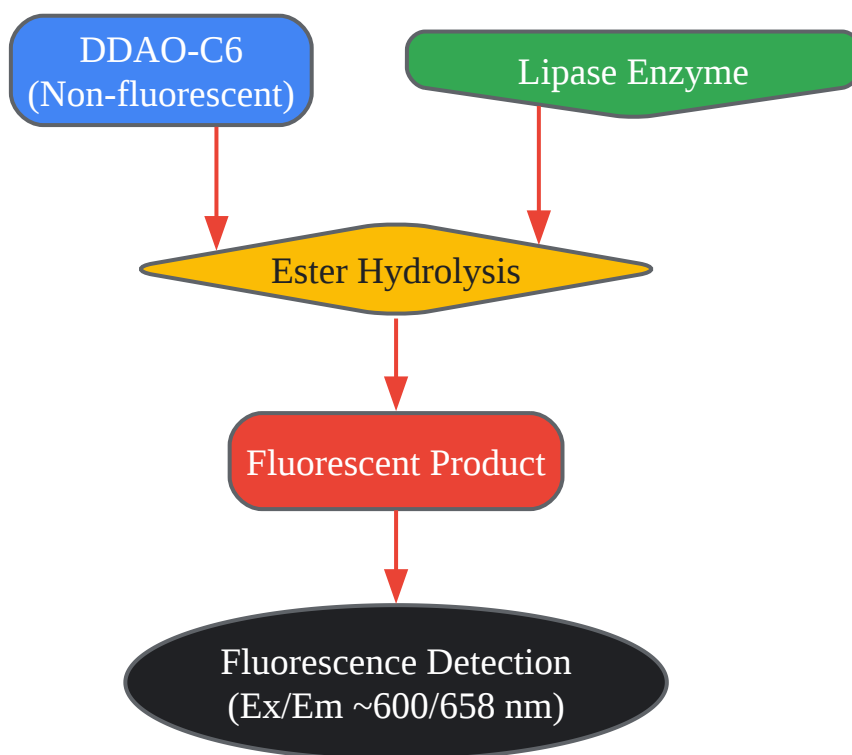 DDAO-C6
(Non-fluorescent)
Lipase Enzyme
Ester Hydrolysis
Fluorescent Product
Fluorescence Detection
(Ex/Em ~600/658 nm)